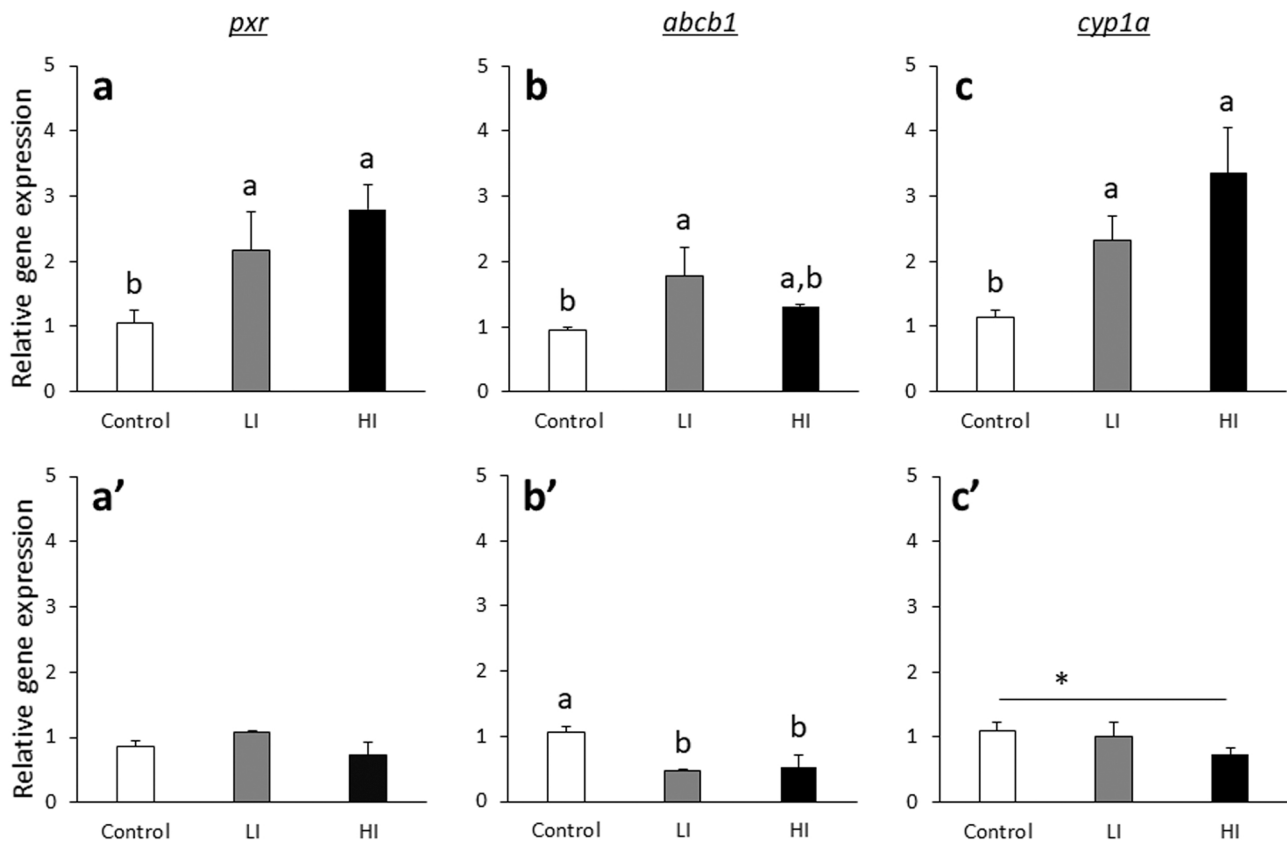 pxr abcb1 cyp1a
a b c
Relative gene expression
5 4 3 2 1 0
b a a
Control LI HI
5 4 3 2 1 0
b a a,b
Control LI HI
5 4 3 2 1 0
b a a
Control LI HI
a’ b’ c’
Relative gene expression
5 4 3 2 1 0
Control LI HI
5 4 3 2 1 0
a b b
Control LI HI
5 4 3 2 1 0
*
Control LI HI